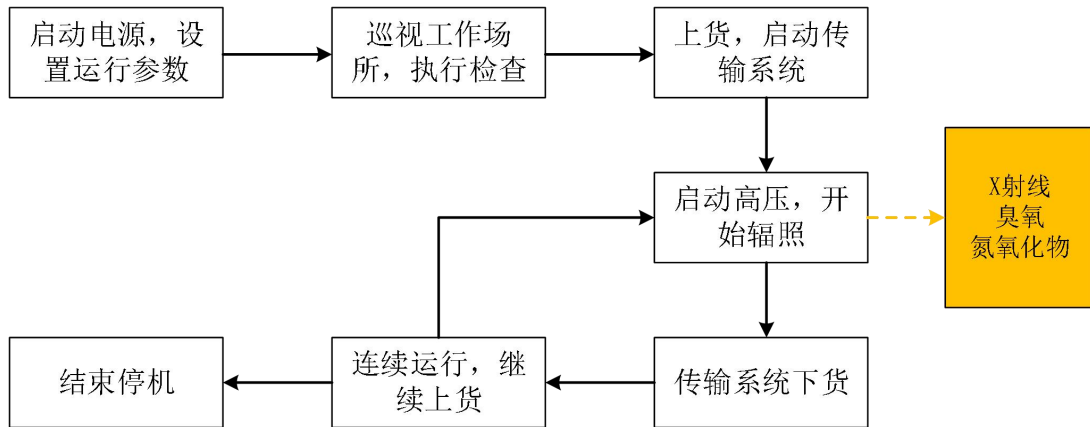 启动电源，设
置运行参数
巡视工作场
所，执行检查
上货，启动传
输系统
启动高压，开
始辐照
X射线
臭氧
氮氧化物
结束停机
连续运行，继
续上货
传输系统下货